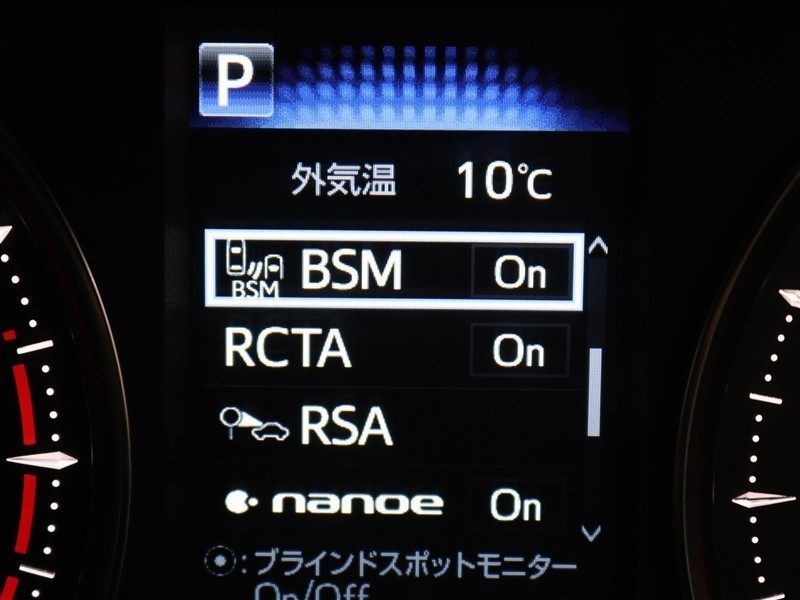 P
外気温 10℃
BSM BSM On
RCTA On
RSA
nanoe On
:ブラインドスポットモニター
On/Off